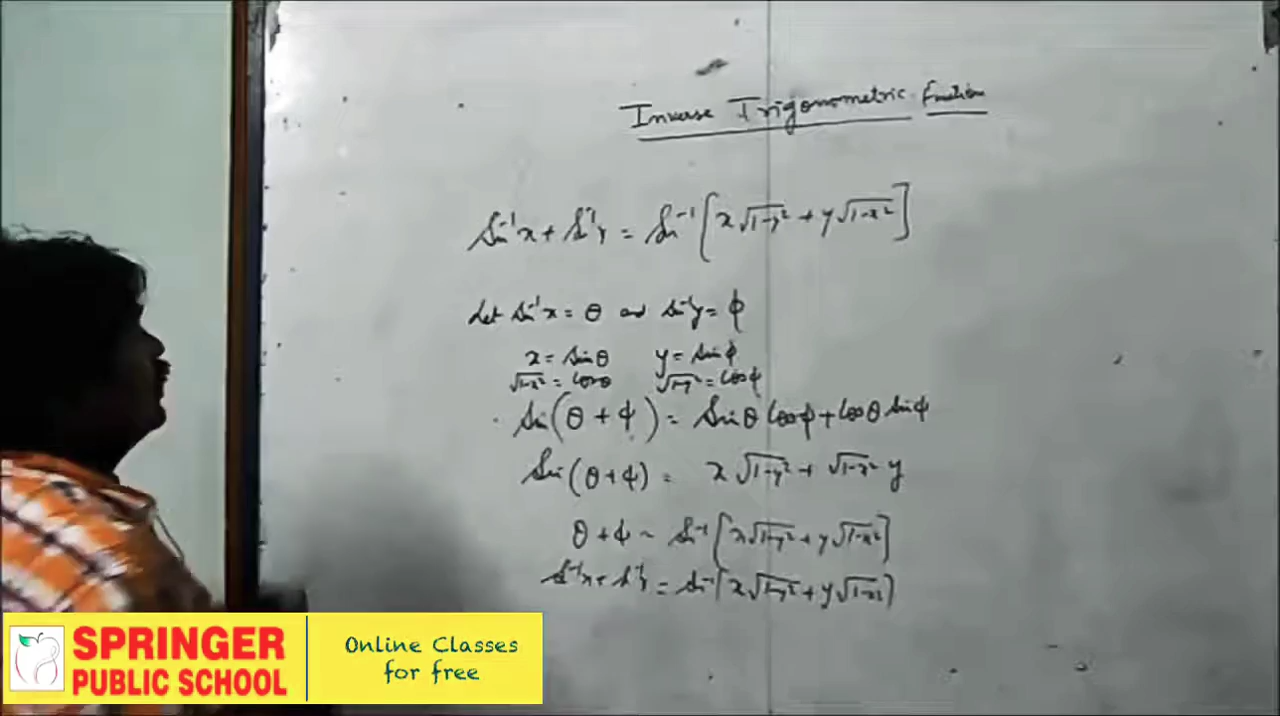 Inverse Trigonometric Function
Sin⁻¹x + S⁻¹y = Sin⁻¹[x√1-y² + y√1-x²]
Let Sin⁻¹x = θ and sin⁻¹y = ϕ
x = Sinθ y = Sinϕ
√1-x² = Cosθ √1-y² = Cosϕ
Sin(θ + ϕ) = Sinθ Cosϕ + Cosθ Sinϕ
Sin(θ+ϕ) = x√1-y² + √1-x² y
θ + ϕ = Sin⁻¹[x√1-y² + y√1-x²]
S⁻¹x + S⁻¹y = Sin⁻¹[x√1-y² + y√1-x²]
SPRINGER
PUBLIC SCHOOL
Online Classes
for free